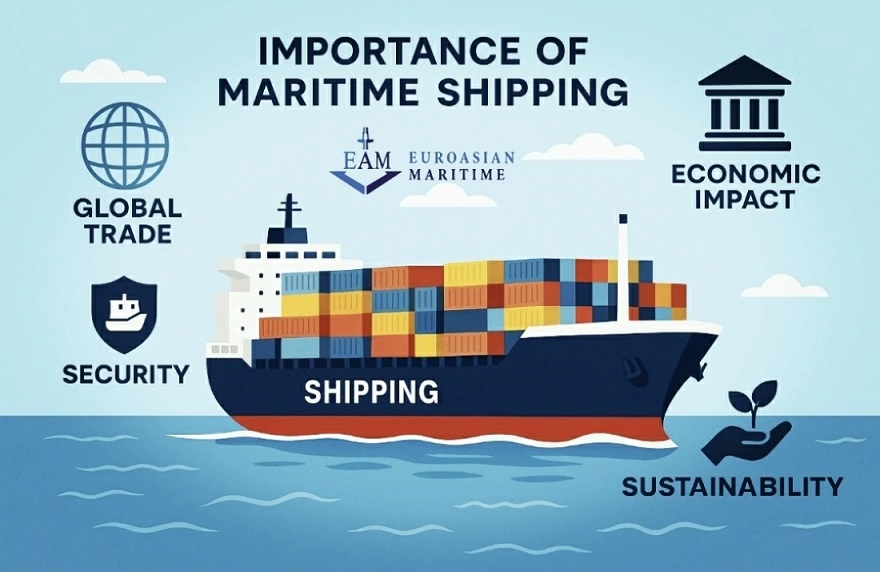 IMPORTANCE OF
MARITIME SHIPPING
EAM
EUROASIAN
MARITIME
GLOBAL
TRADE
ECONOMIC
IMPACT
SECURITY
SHIPPING
SUSTAINABILITY